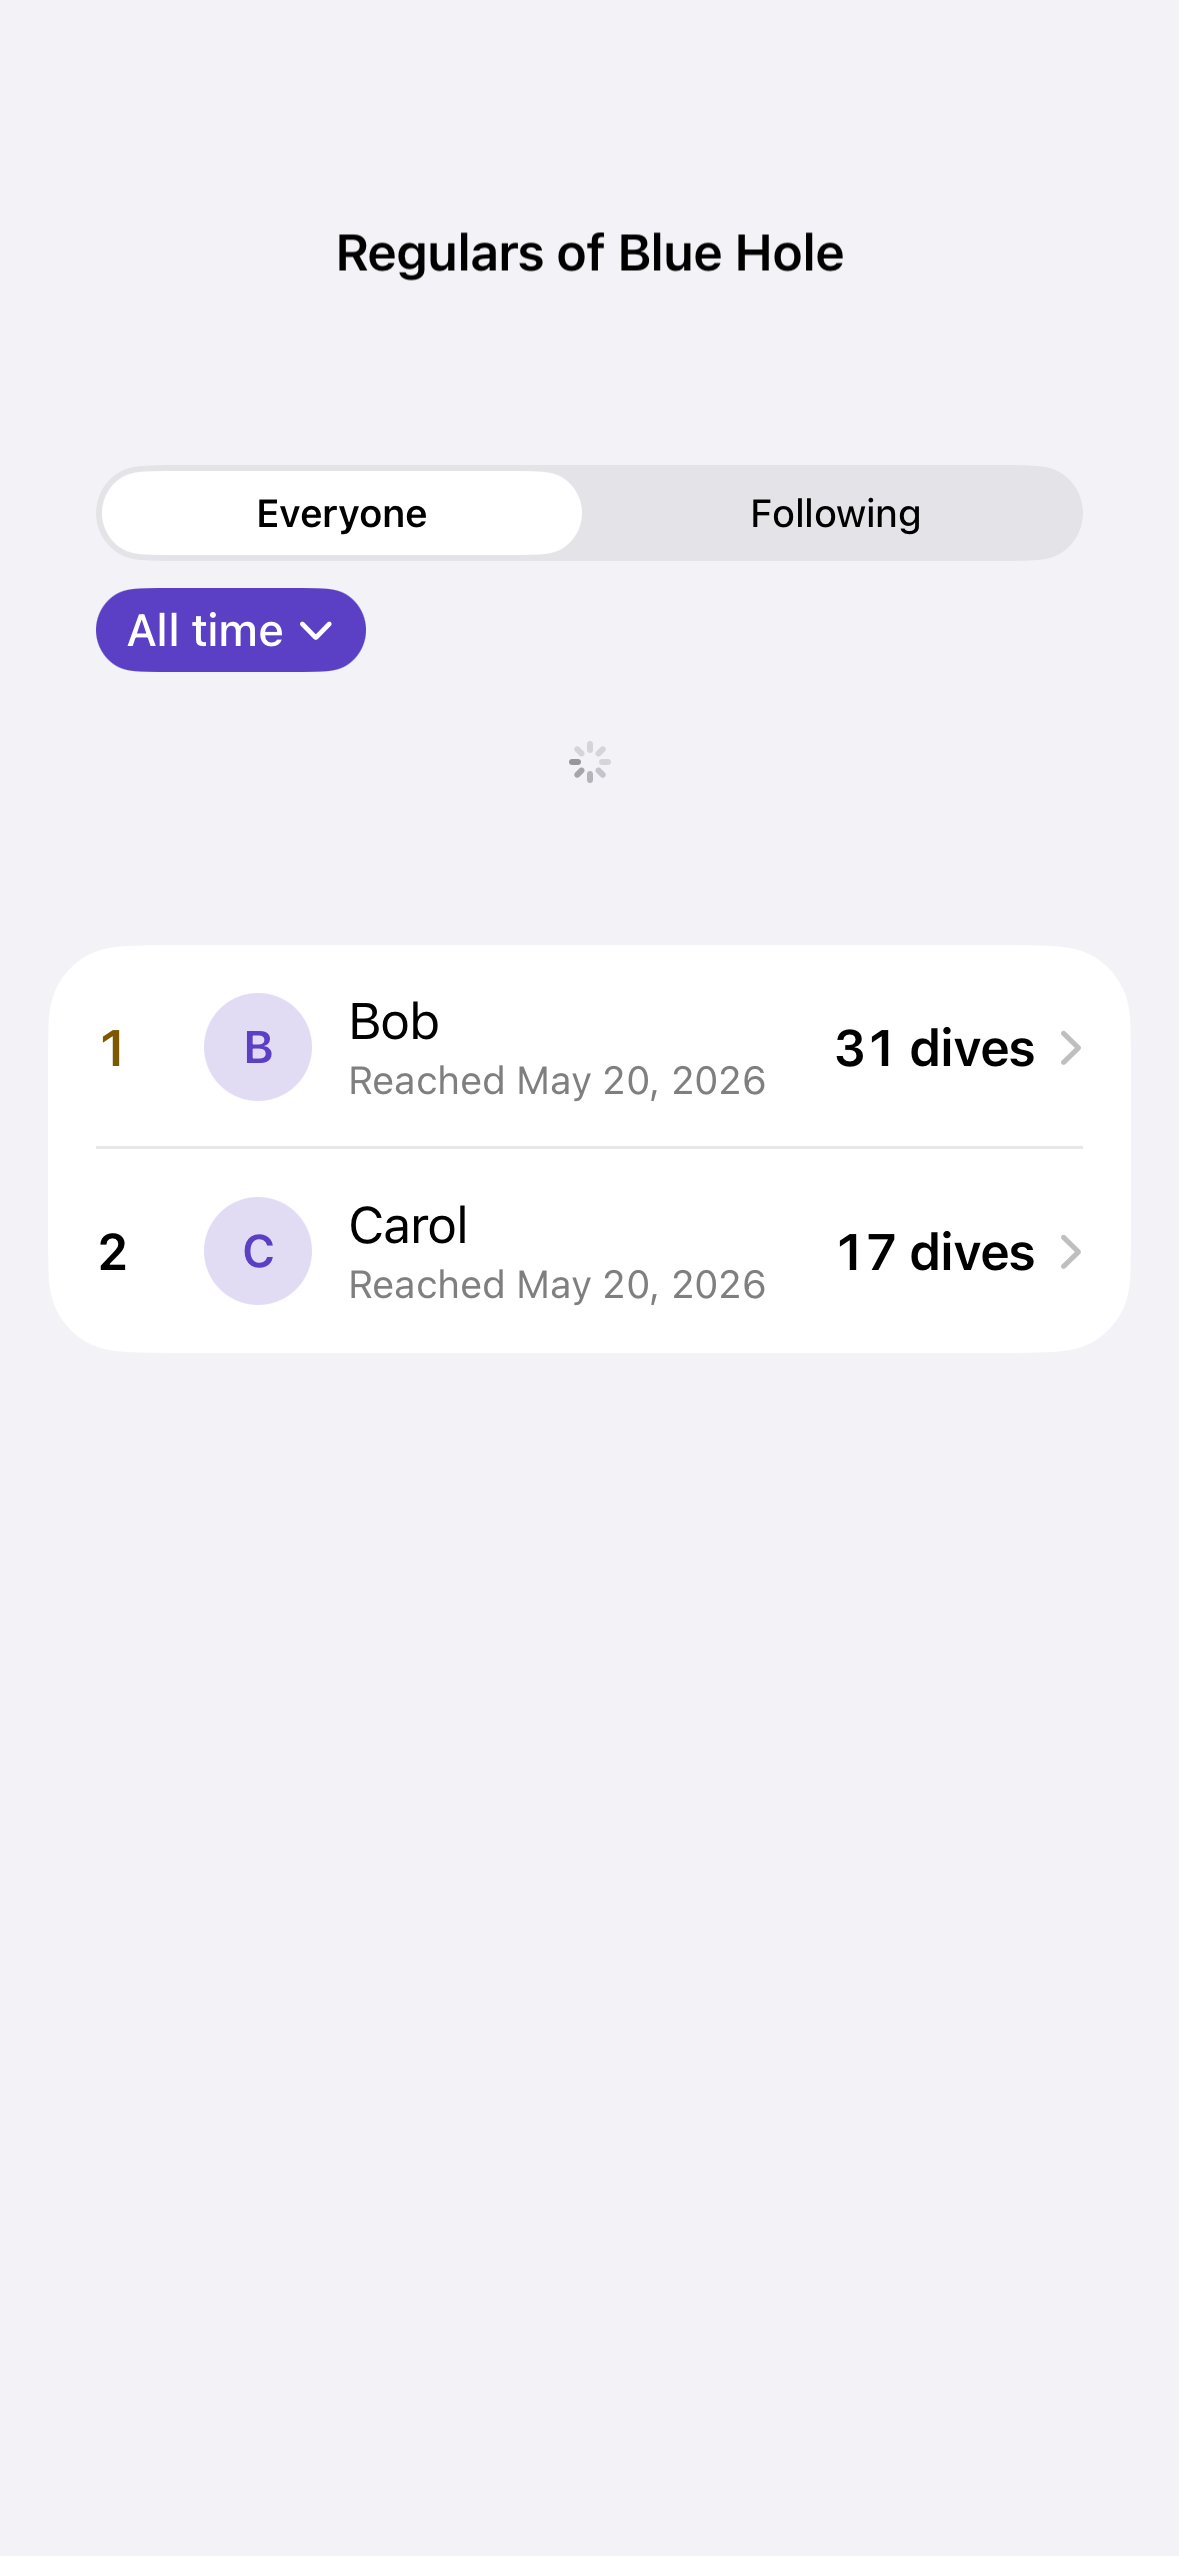 Regulars of Blue Hole
Everyone
Following
All time
1
B
Bob
Reached May 20, 2026
31 dives
2
C
Carol
Reached May 20, 2026
17 dives